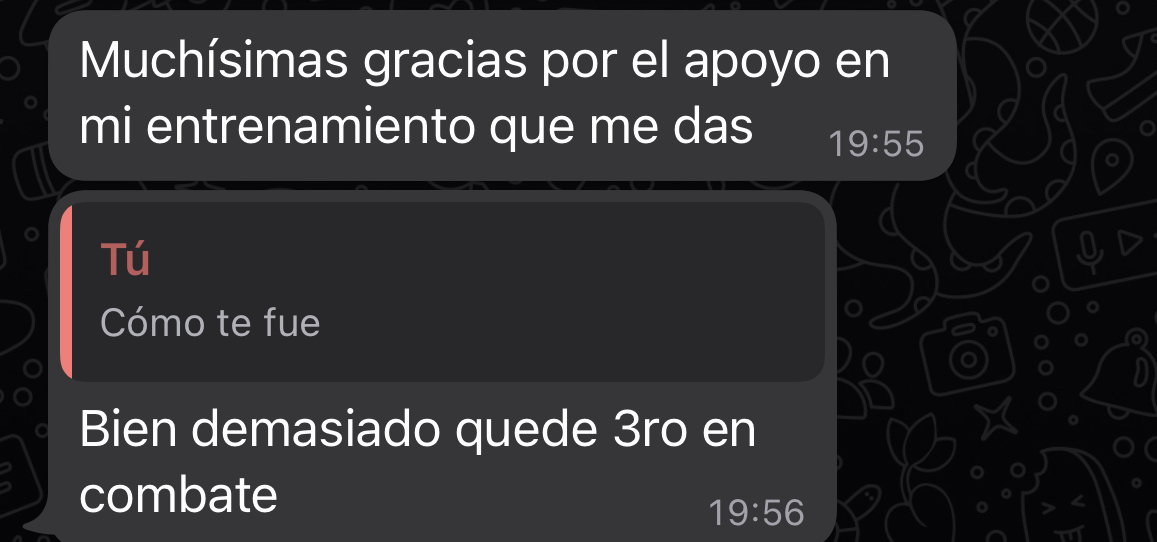 Muchísimas gracias por el apoyo en
mi entrenamiento que me das
19:55
Tú
Cómo te fue
Bien demasiado quede 3ro en
combate
19:56